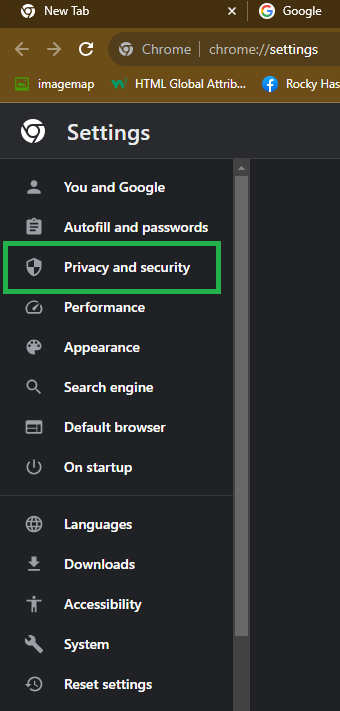 New Tab
Google
Chrome
chrome://settings
imagemap
HTML Global Attrib...
Rocky Has
Settings
You and Google
Autofill and passwords
Privacy and security
Performance
Appearance
Search engine
Default browser
On startup
Languages
Downloads
Accessibility
System
Reset settings